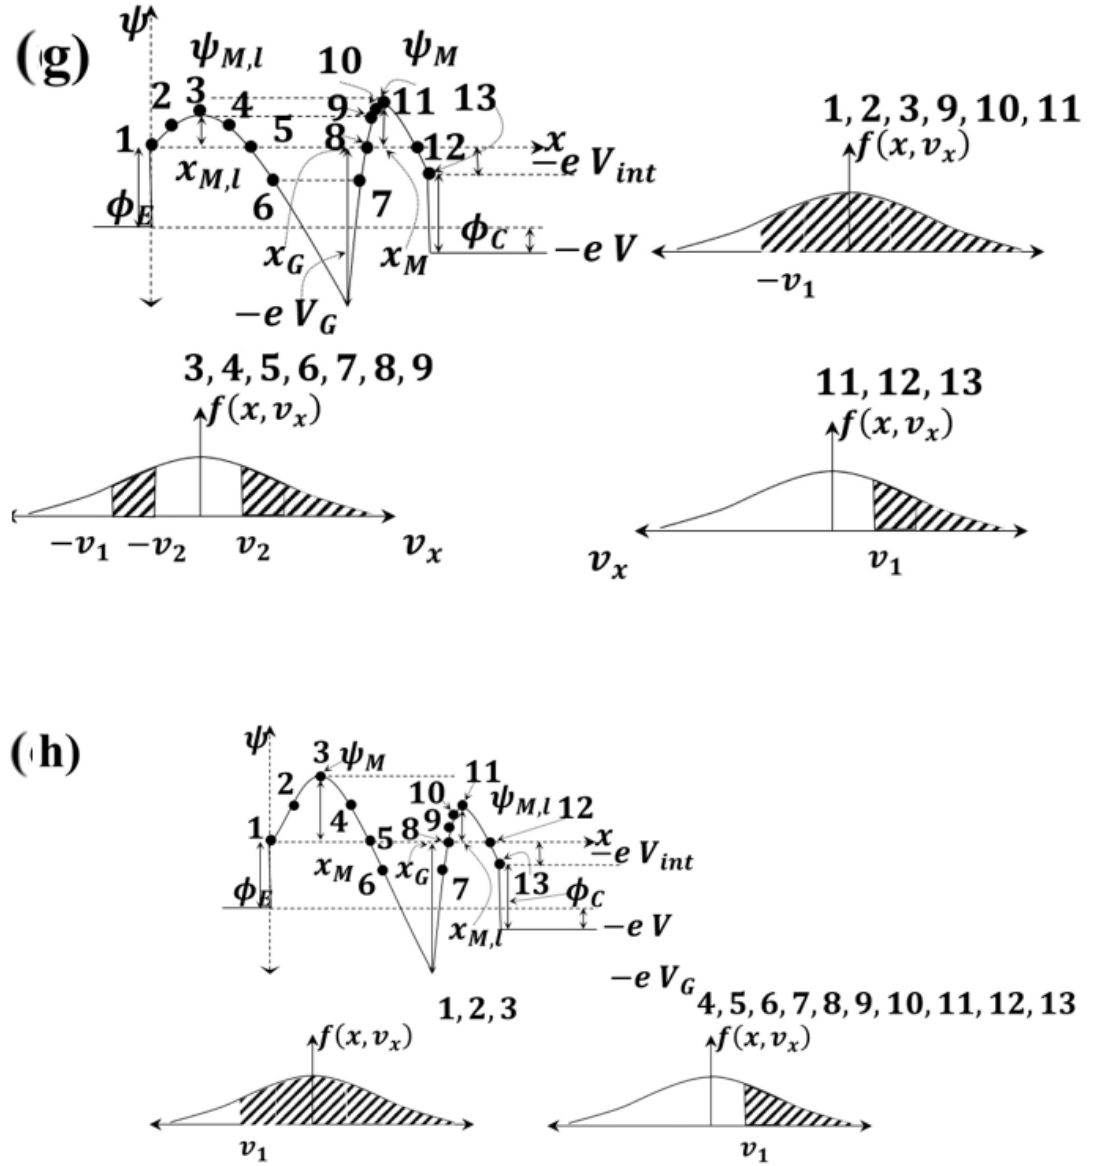 (g)
ψ
ψ_{M,l}
10
ψ_M
2 3 4
9 11 13
1 5 8 12 x
x_{M,l}
−e V_{int}
6 7
ϕ_E
ϕ_C
x_G x_M
−e V
−e V_G
1, 2, 3, 9, 10, 11
f(x, v_x)
−v_1
3, 4, 5, 6, 7, 8, 9
f(x, v_x)
−v_1 −v_2 v_2 v_x
11, 12, 13
f(x, v_x)
v_x v_1
(h)
ψ
3 ψ_M
11
2 10 ψ_{M,l} 12
1 4 9
5 8 x
−e V_{int}
x_M 6 x_G 7 13
ϕ_E
ϕ_C
x_{M,l}
−e V
−e V_G
1, 2, 3
f(x, v_x)
v_1
4, 5, 6, 7, 8, 9, 10, 11, 12, 13
f(x, v_x)
v_1